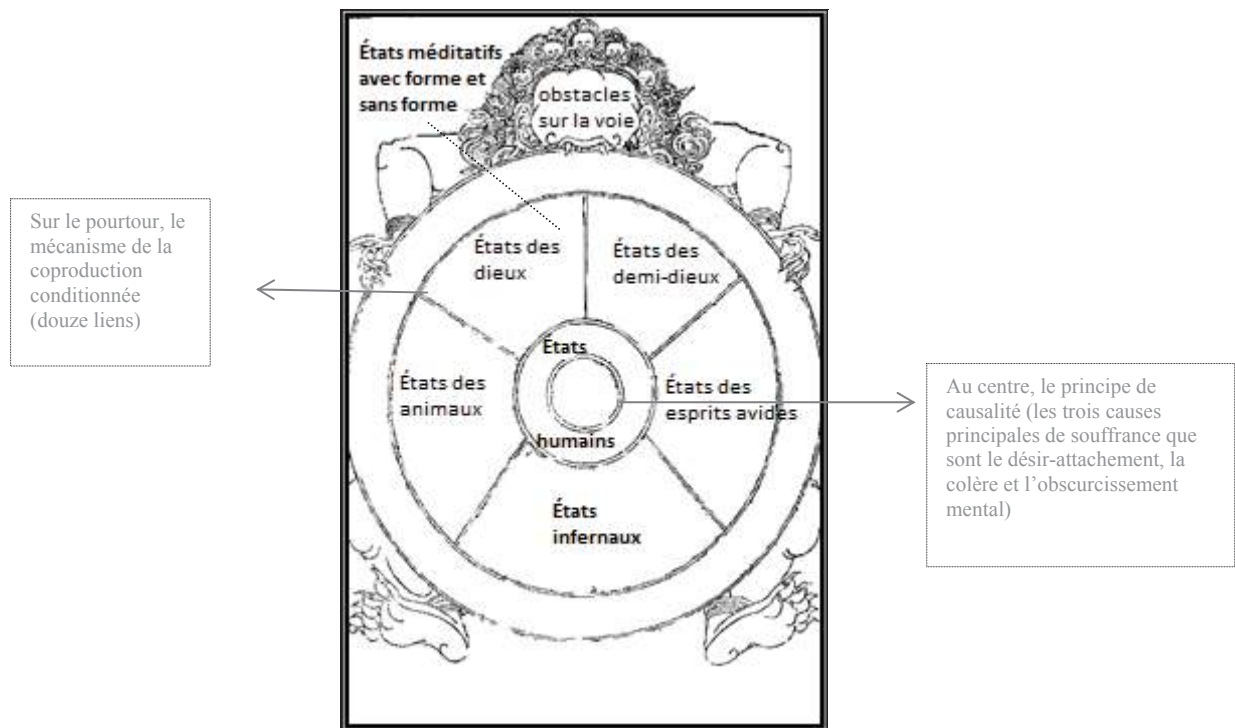 États méditatifs
avec forme et
sans forme
obstacles
sur la voie
Sur le pourtour, le
mécanisme de la
coproduction
conditionnée
(douze liens)
États des
dieux
États des
demi-dieux
États
humains
États des
animaux
États des
esprits avides
États
infernaux
Au centre, le principe de
causalité (les trois causes
principales de souffrance que
sont le désir-attachement, la
colère et l’obscurcissement
mental)